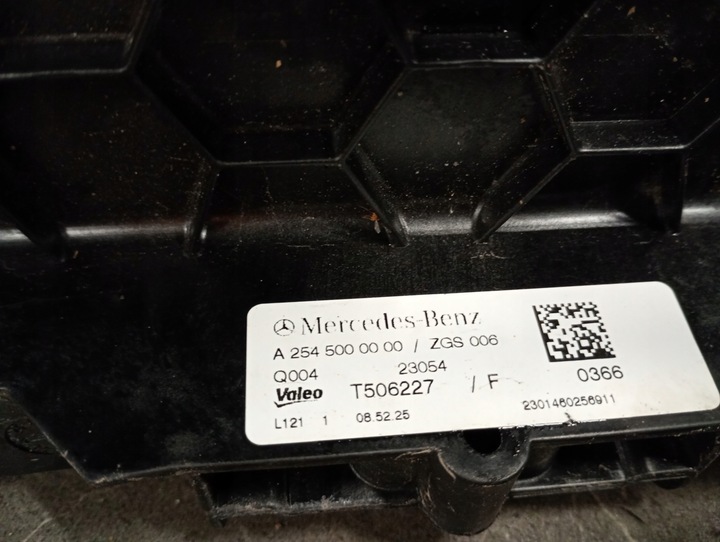 Mercedes-Benz
A 254 500 00 00 / ZGS 006
Q004 23054
Valeo T506227 / F 0366
L121 1 08.52.25 2301460256911